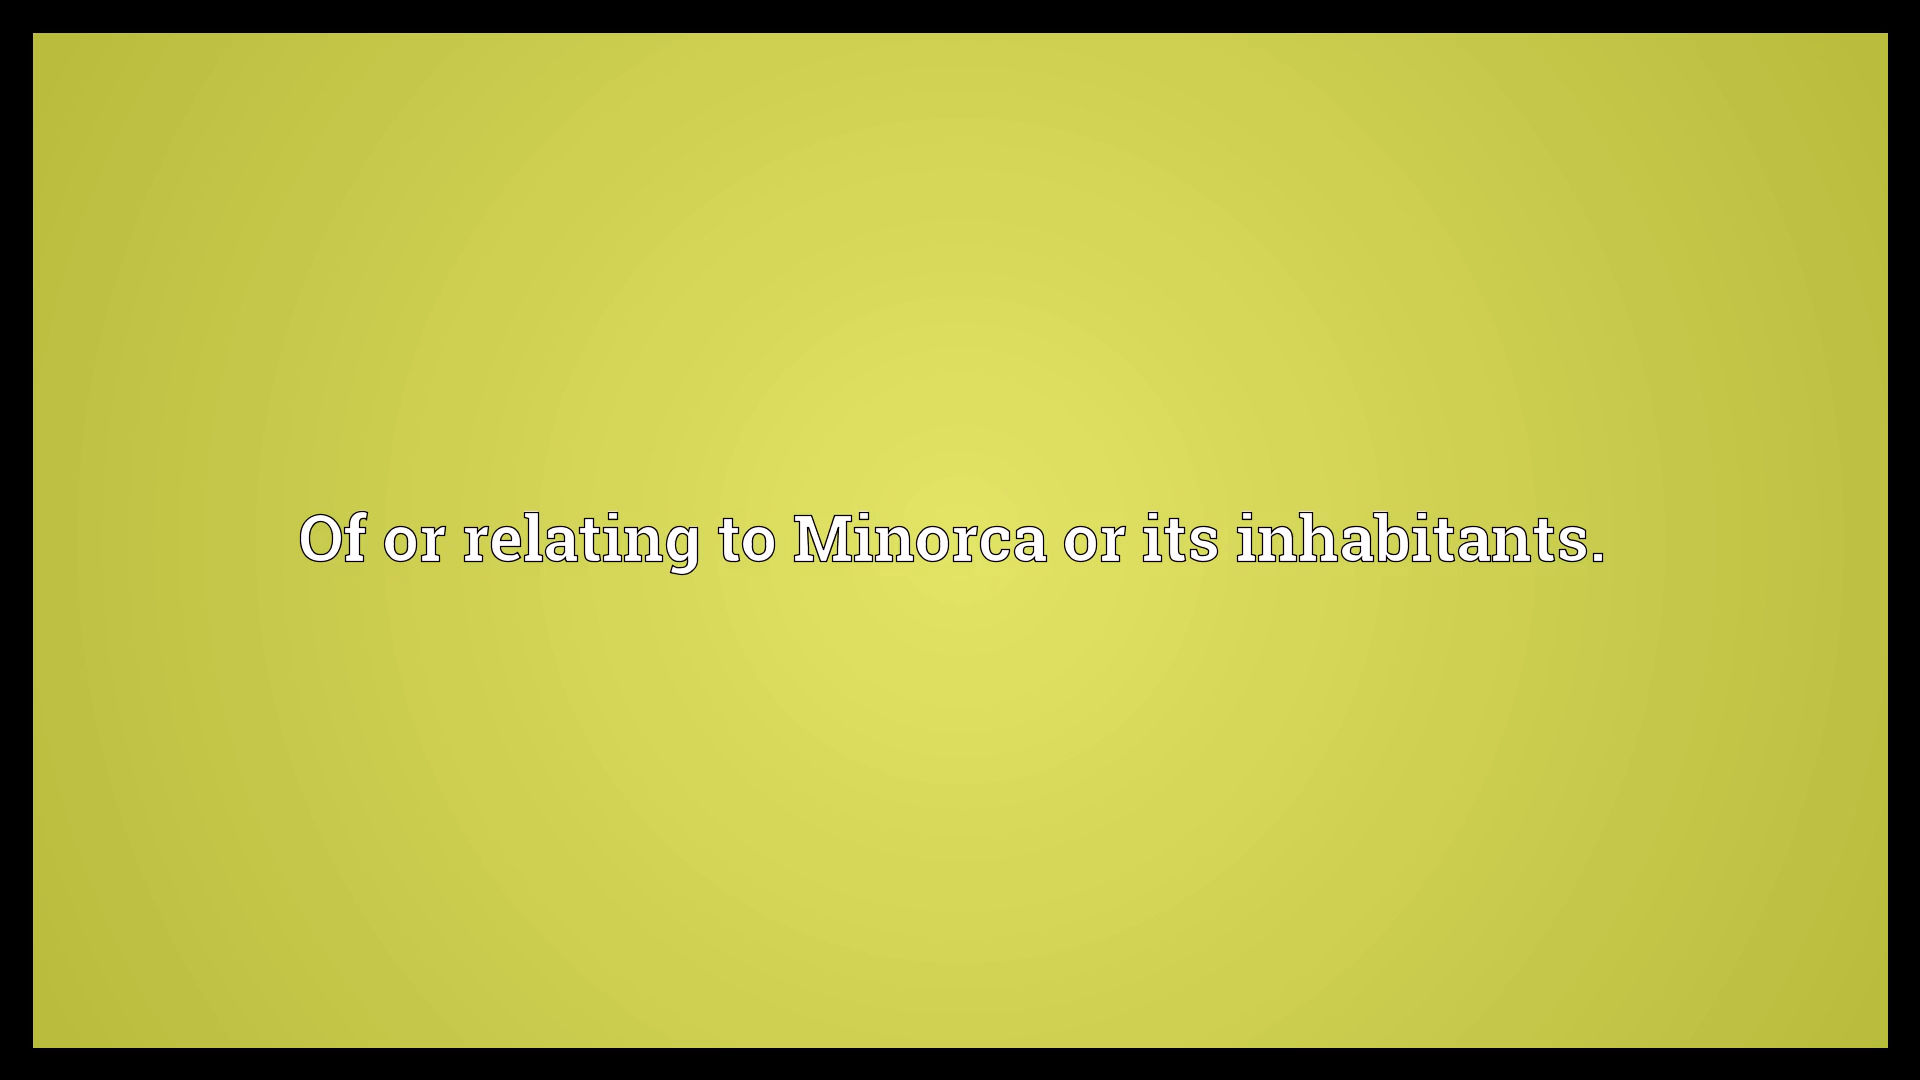 Of or relating to Minorca or its inhabitants.